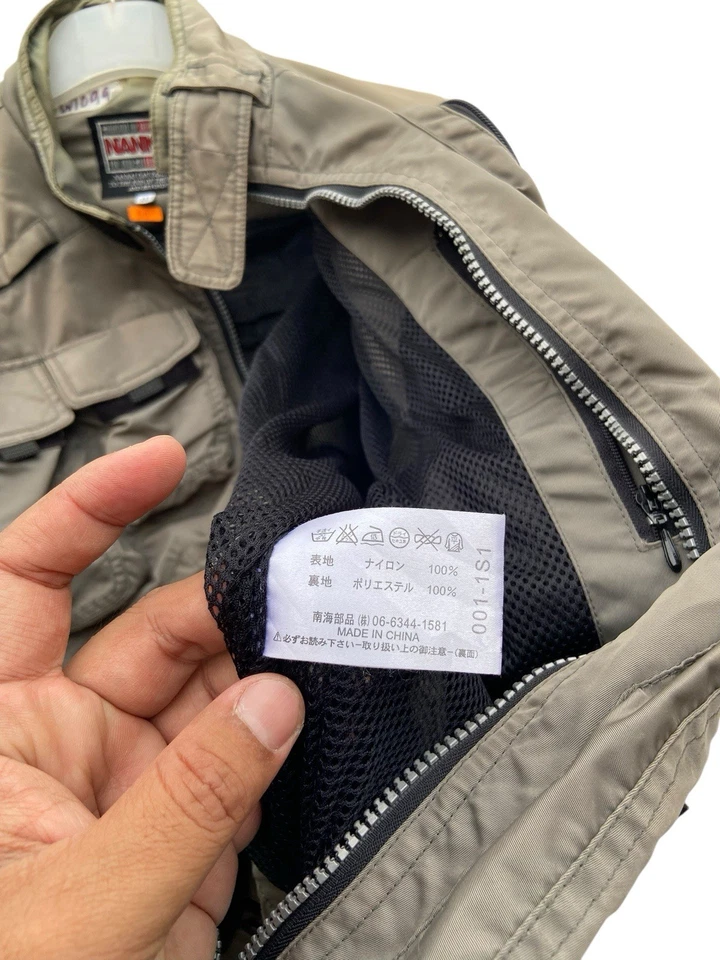 NANK
表地 ナイロン 100%
裏地 ポリエステル 100%
001-1S1
南海部品 ㈱ 06-6344-1581
MADE IN CHINA
⚠必ずお読み下さい−取り扱い上の御注意−(裏面)